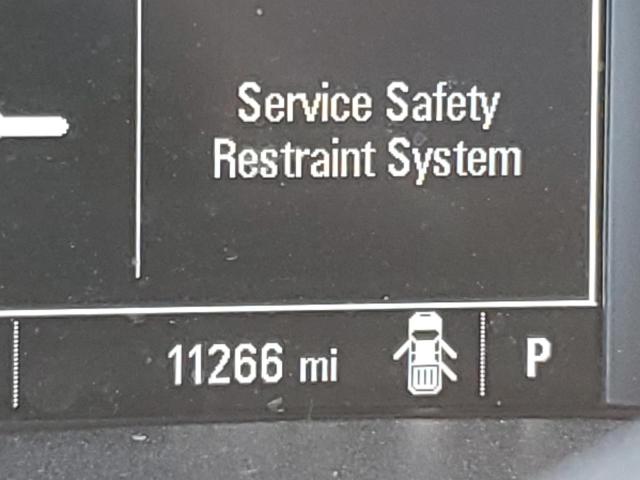 Service Safety
Restraint System
11266 mi
P